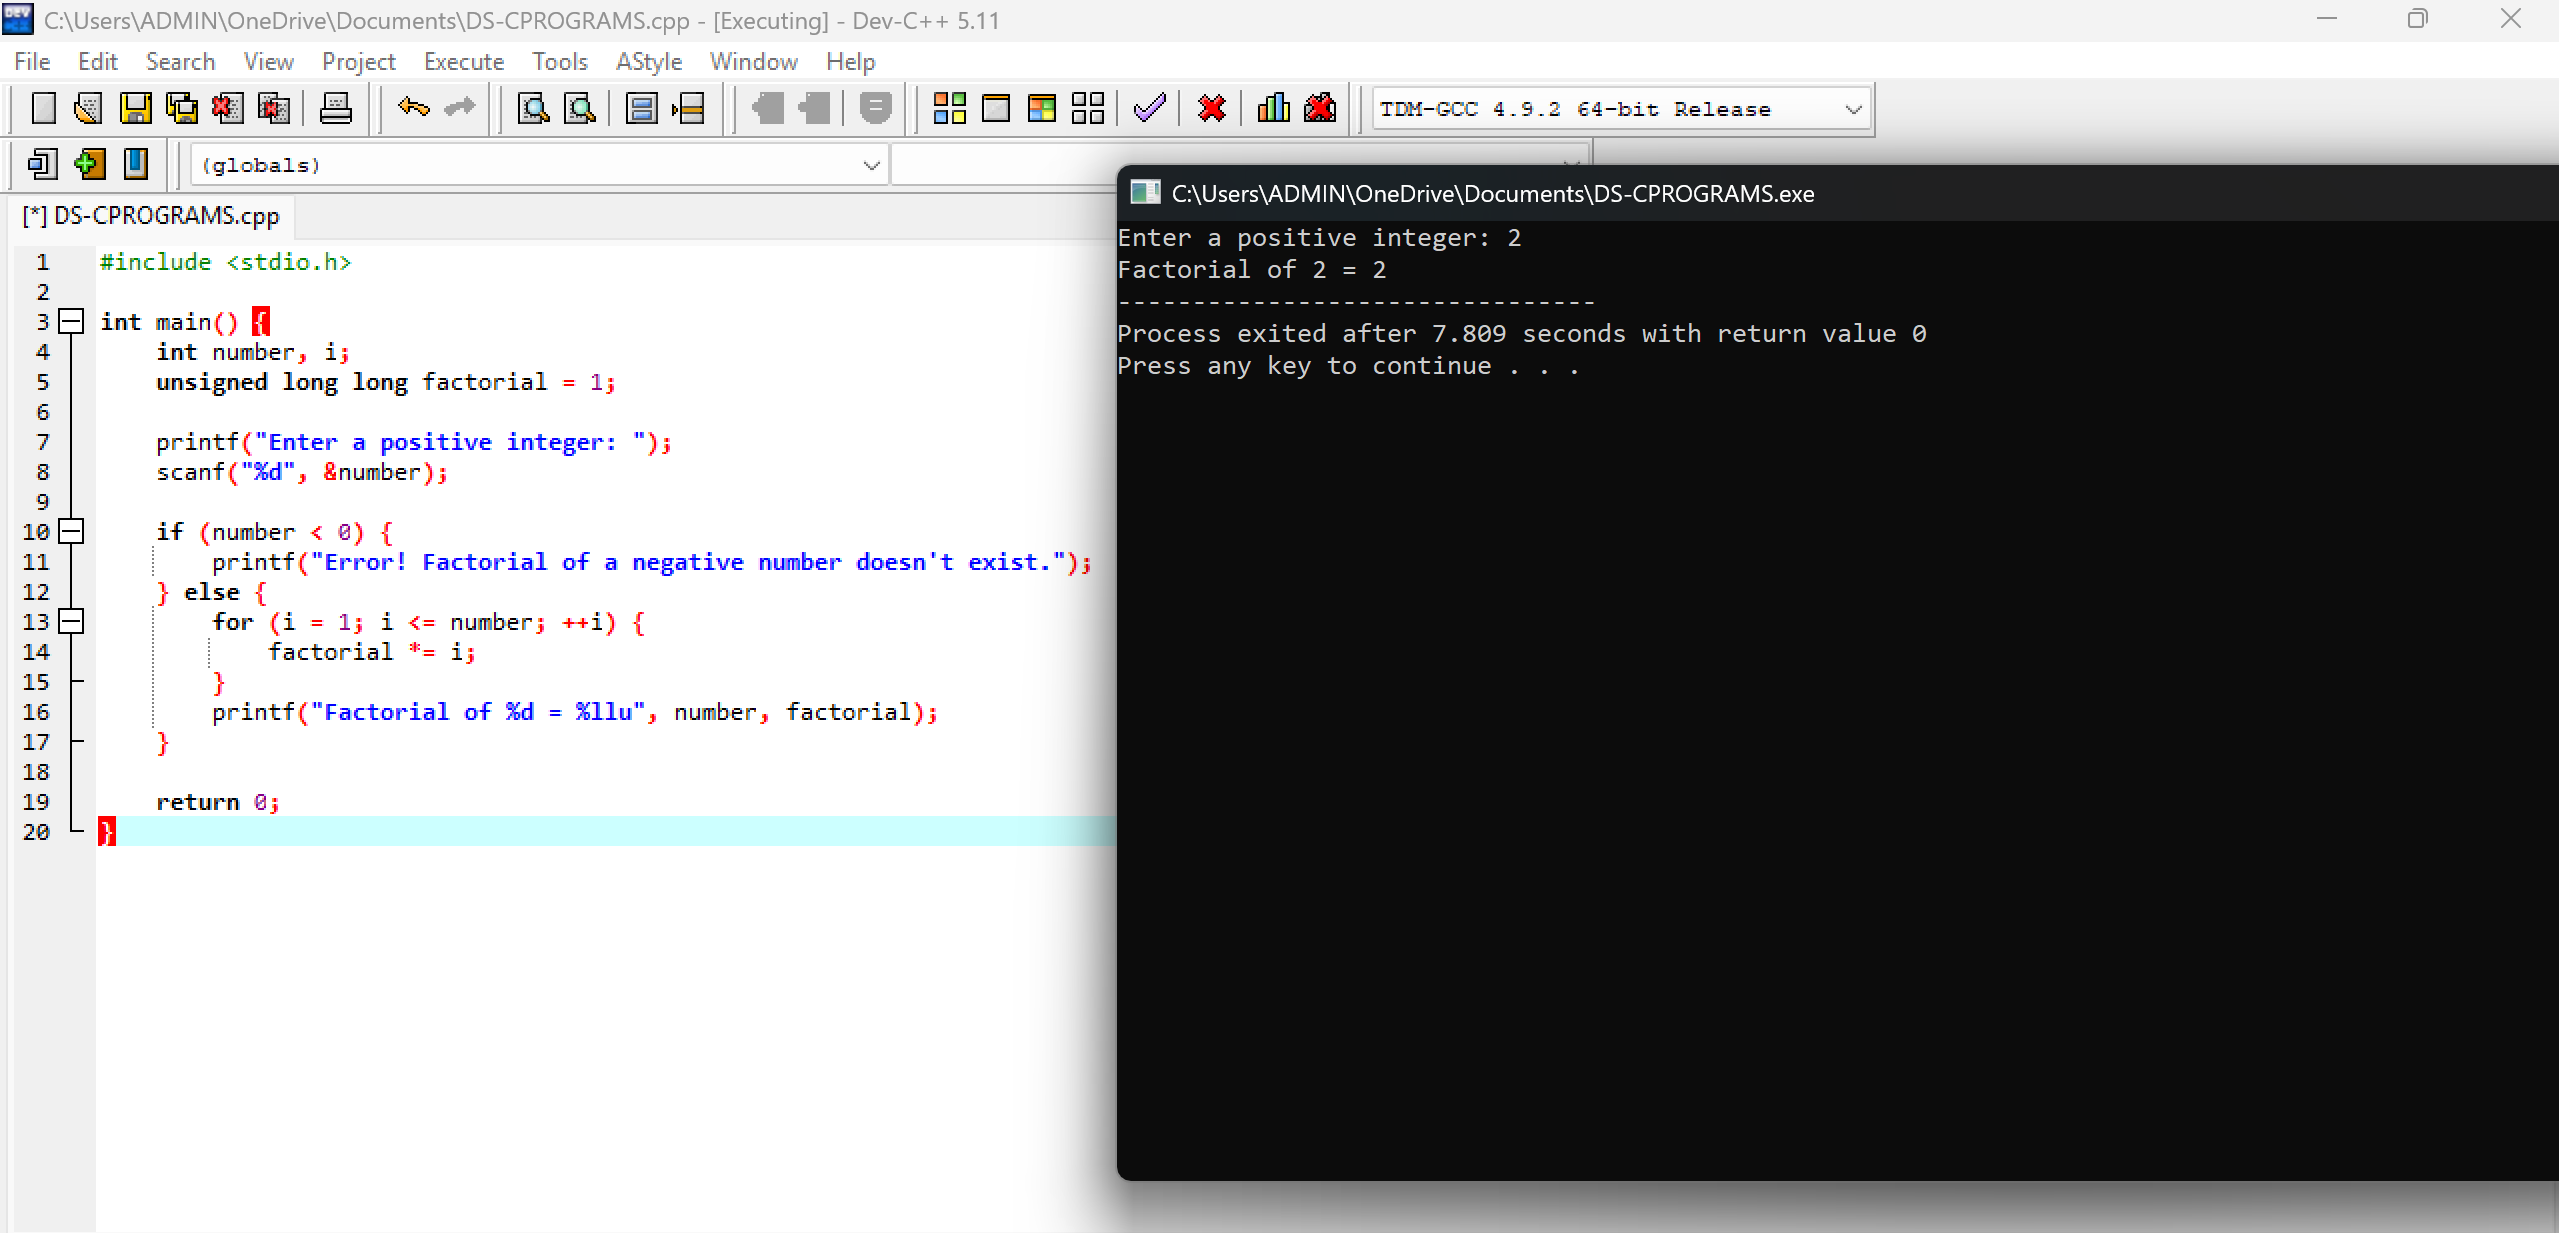 C:\Users\ADMIN\OneDrive\Documents\DS-CPROGRAMS.cpp - [Executing] - Dev-C++ 5.11
File Edit Search View Project Execute Tools AStyle Window Help
TDM-GCC 4.9.2 64-bit Release
(globals)
[*] DS-CPROGRAMS.cpp
1 #include <stdio.h>
2
3 int main() {
4     int number, i;
5     unsigned long long factorial = 1;
6
7     printf("Enter a positive integer: ");
8     scanf("%d", &number);
9
10     if (number < 0) {
11         printf("Error! Factorial of a negative number doesn't exist.");
12     } else {
13         for (i = 1; i <= number; ++i) {
14             factorial *= i;
15         }
16         printf("Factorial of %d = %llu", number, factorial);
17     }
18
19     return 0;
20 }
C:\Users\ADMIN\OneDrive\Documents\DS-CPROGRAMS.exe
Enter a positive integer: 2
Factorial of 2 = 2
--------------------------------
Process exited after 7.809 seconds with return value 0
Press any key to continue . . .